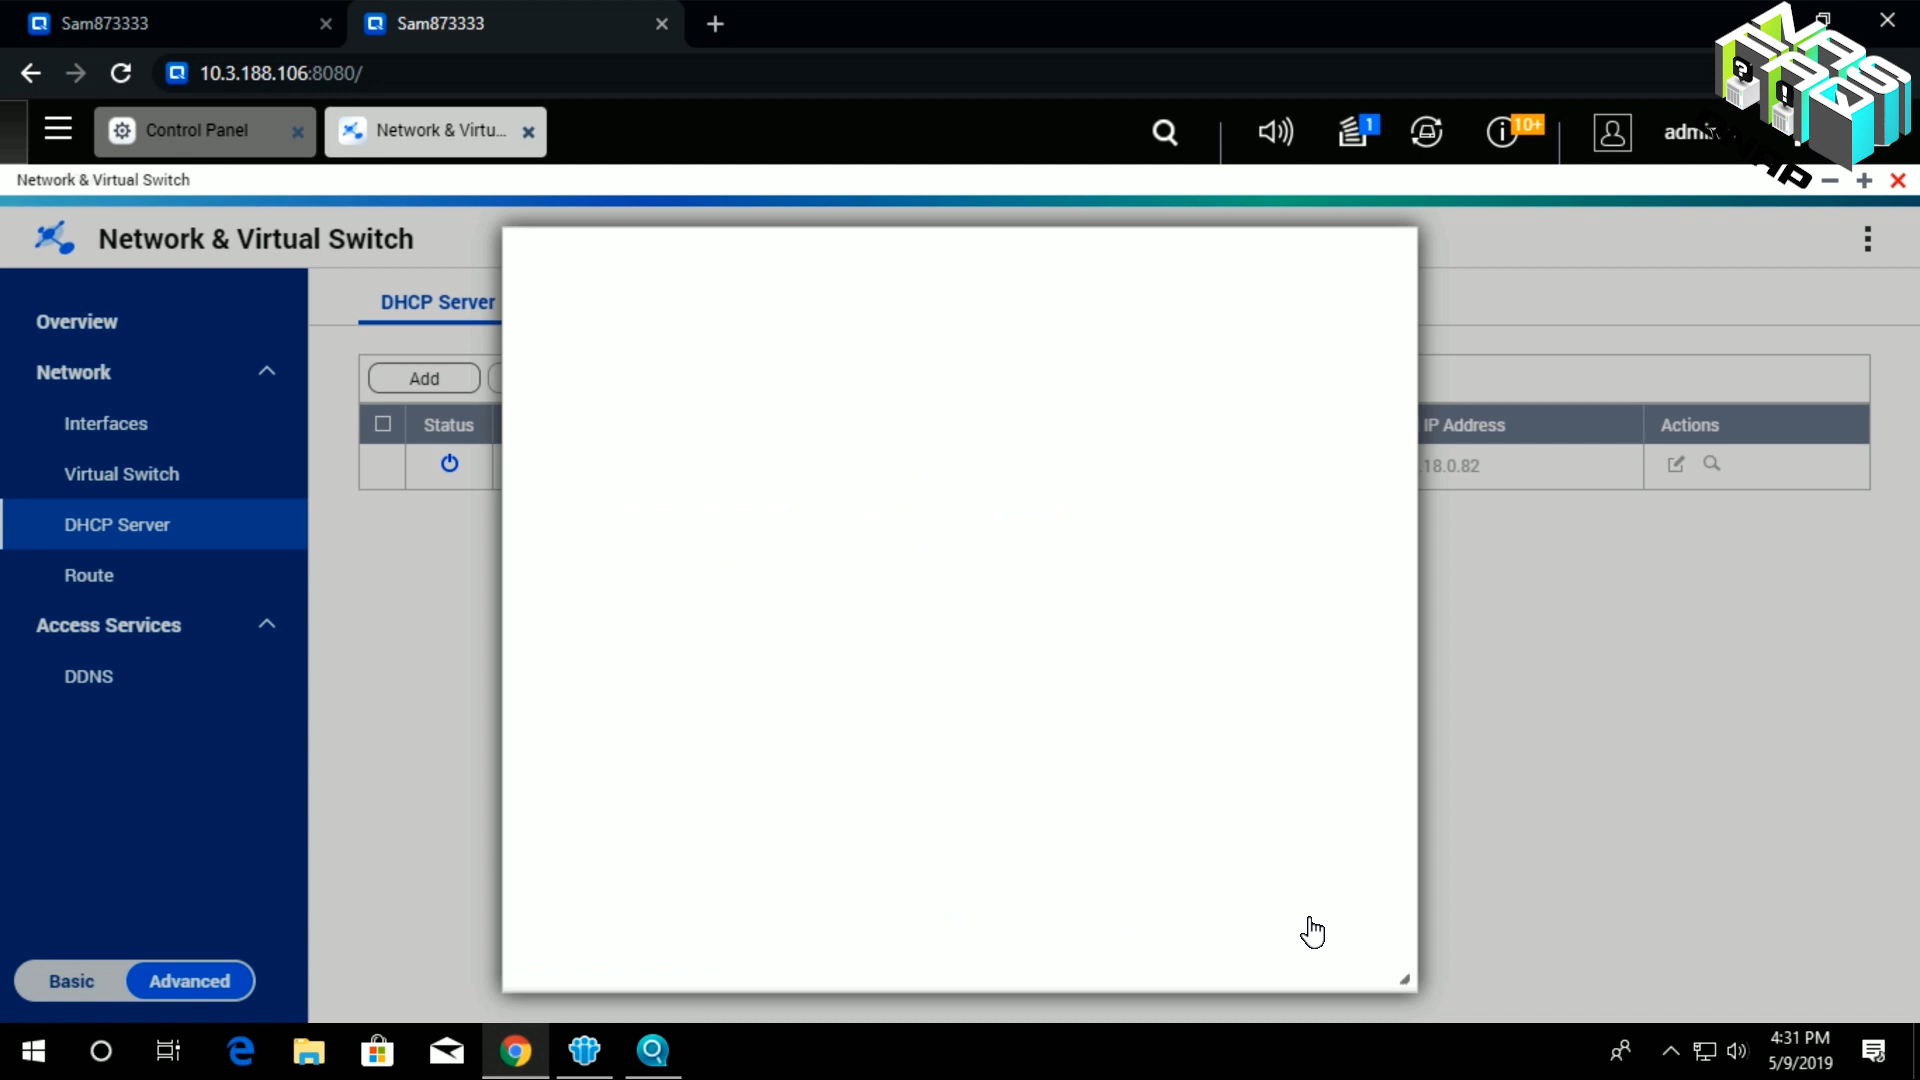 Sam873333
Sam873333
10.3.188.106:8080/
Control Panel
Network & Virtu...
1
10+
Network & Virtual Switch
Network & Virtual Switch
DHCP Server
Overview
Network
Interfaces
Virtual Switch
DHCP Server
Route
Access Services
DDNS
Basic
Advanced
Add
Status
IP Address
Actions
18.0.82
4:31 PM
5/9/2019